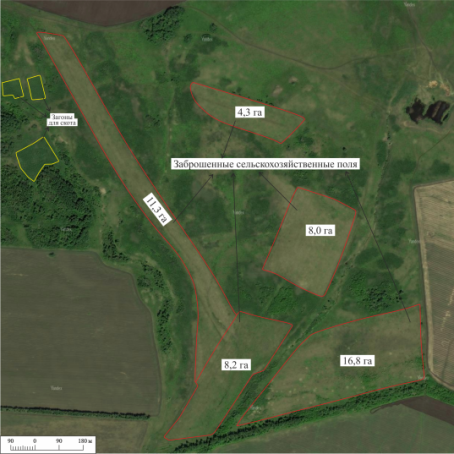 4,3 га
Загоны
для скота
Заброшенные сельскохозяйственные поля
11,3 га
8,0 га
8,2 га
16,8 га
90 0 90 180 м